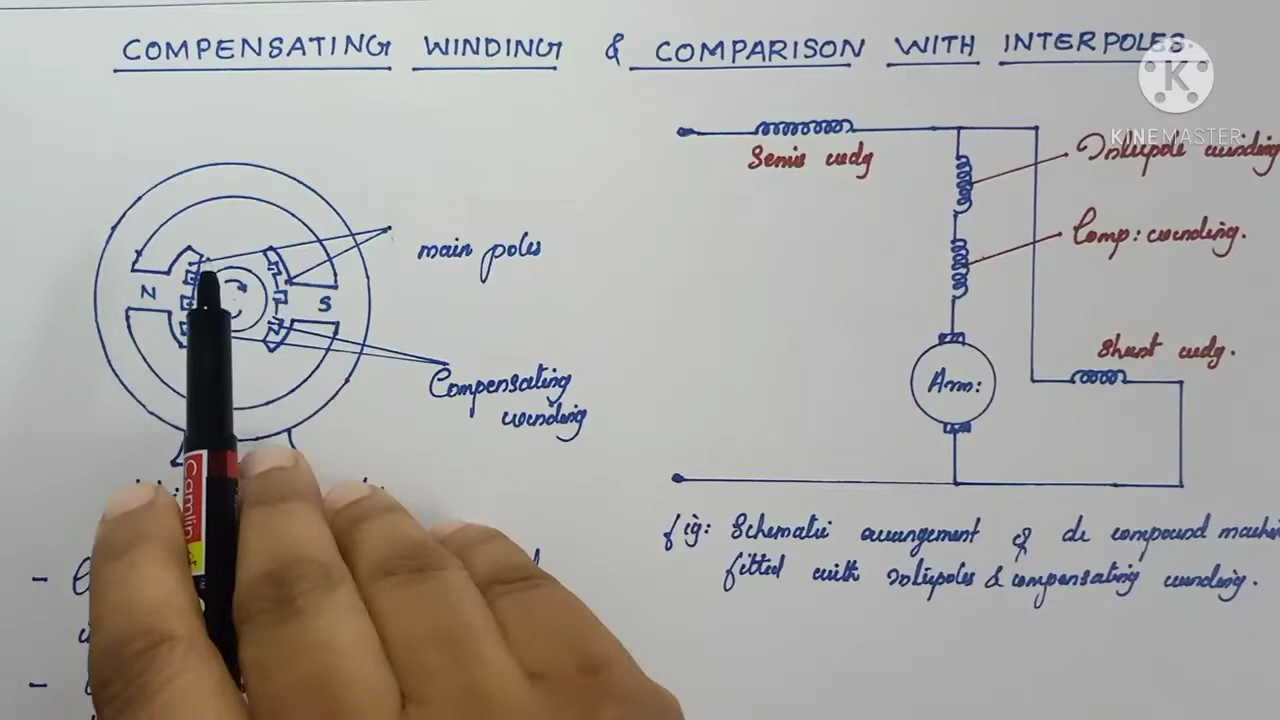 COMPENSATING WINDING & COMPARISON WITH INTERPOLES
K
KINEMASTER
Series wdg
Interpole winding
Comp: winding.
main poles
N
S
Compensating
winding
Arm:
Shunt wdg.
Camlin
fig: Schematic arrangement of dc compound machine
fitted with interpoles & compensating winding.
-
-